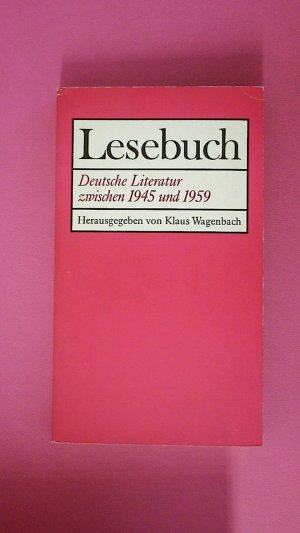 Lesebuch
Deutsche Literatur
zwischen 1945 und 1959
Herausgegeben von Klaus Wagenbach